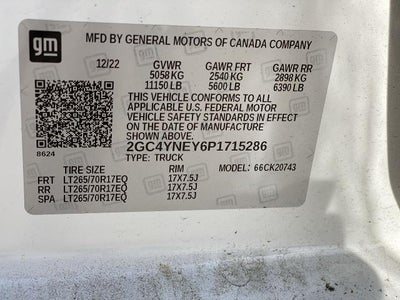 gm
MFD BY GENERAL MOTORS OF CANADA COMPANY
12/22 GVWR GAWR FRT GAWR RR
5058 KG 2540 KG 2898 KG
11150 LB 5600 LB 6390 LB
THIS VEHICLE CONFORMS TO ALL
APPLICABLE U.S. FEDERAL MOTOR
VEHICLE SAFETY STANDARDS IN EFFECT
ON THE DATE OF MANUFACTURE
SHOWN ABOVE.
8624
2GC4YNEY6P1715286
TYPE: TRUCK MODEL: 66CK20743
TIRE SIZE RIM
FRT LT265/70R17EQ 17X7.5J
RR LT265/70R17EQ 17X7.5J
SPA LT265/70R17EQ 17X7.5J